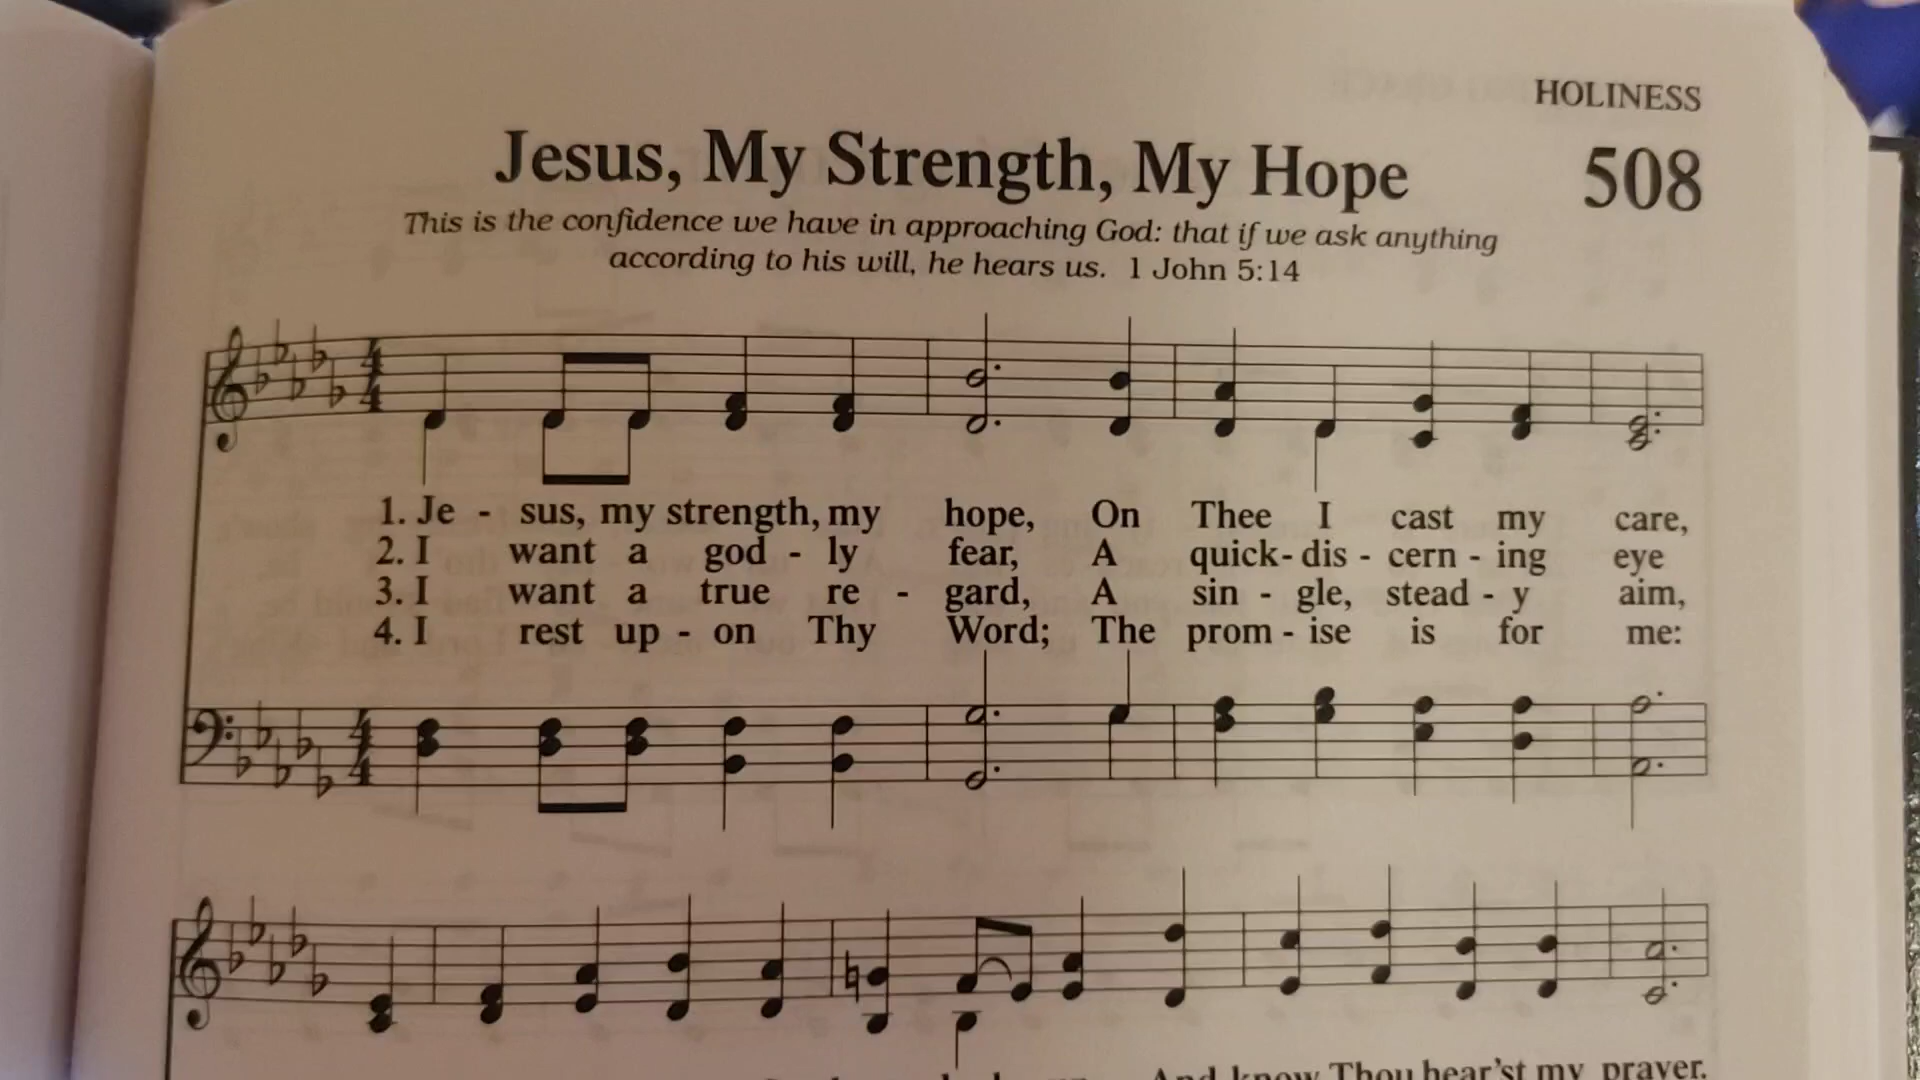 HOLINESS
Jesus, My Strength, My Hope 508
This is the confidence we have in approaching God: that if we ask anything
according to his will, he hears us. 1 John 5:14
1. Je - sus, my strength, my hope, On Thee I cast my care,
2. I want a god - ly fear, A quick - dis - cern - ing eye
3. I want a true re - gard, A sin - gle, stead - y aim,
4. I rest up - on Thy Word; The prom - ise is for me:
And know Thou hear'st my prayer.